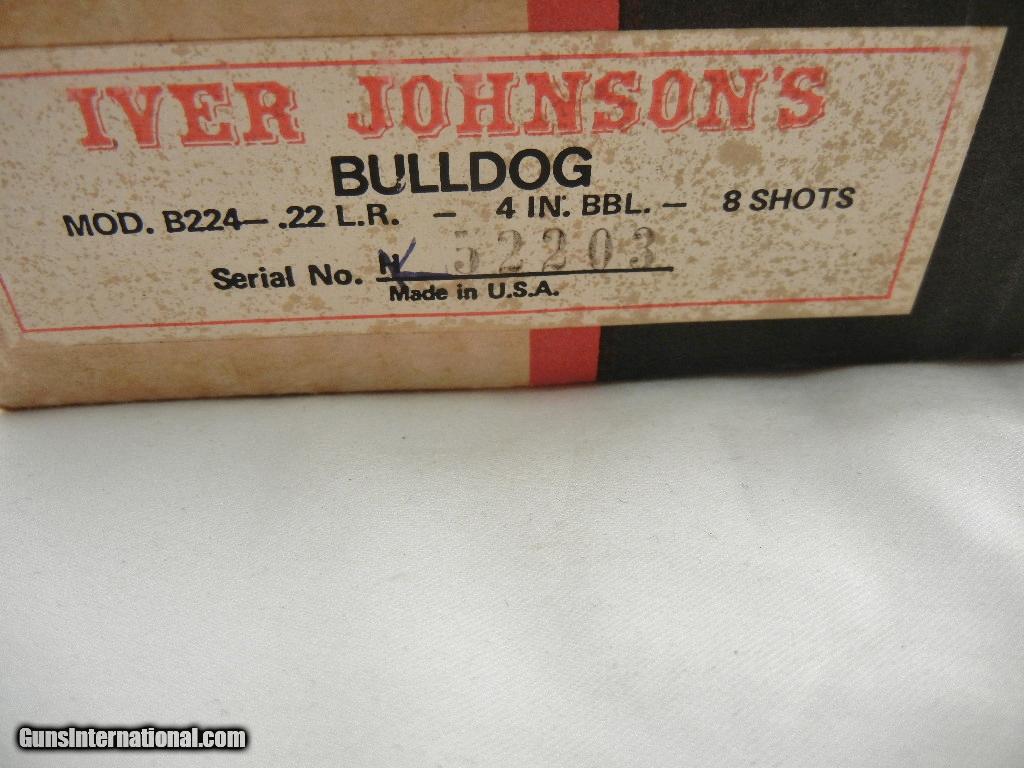 IVER JOHNSON'S
BULLDOG
MOD. B224— .22 L.R. — 4 IN. BBL. — 8 SHOTS
Serial No. N 52203
Made in U.S.A.
GunsInternational.com